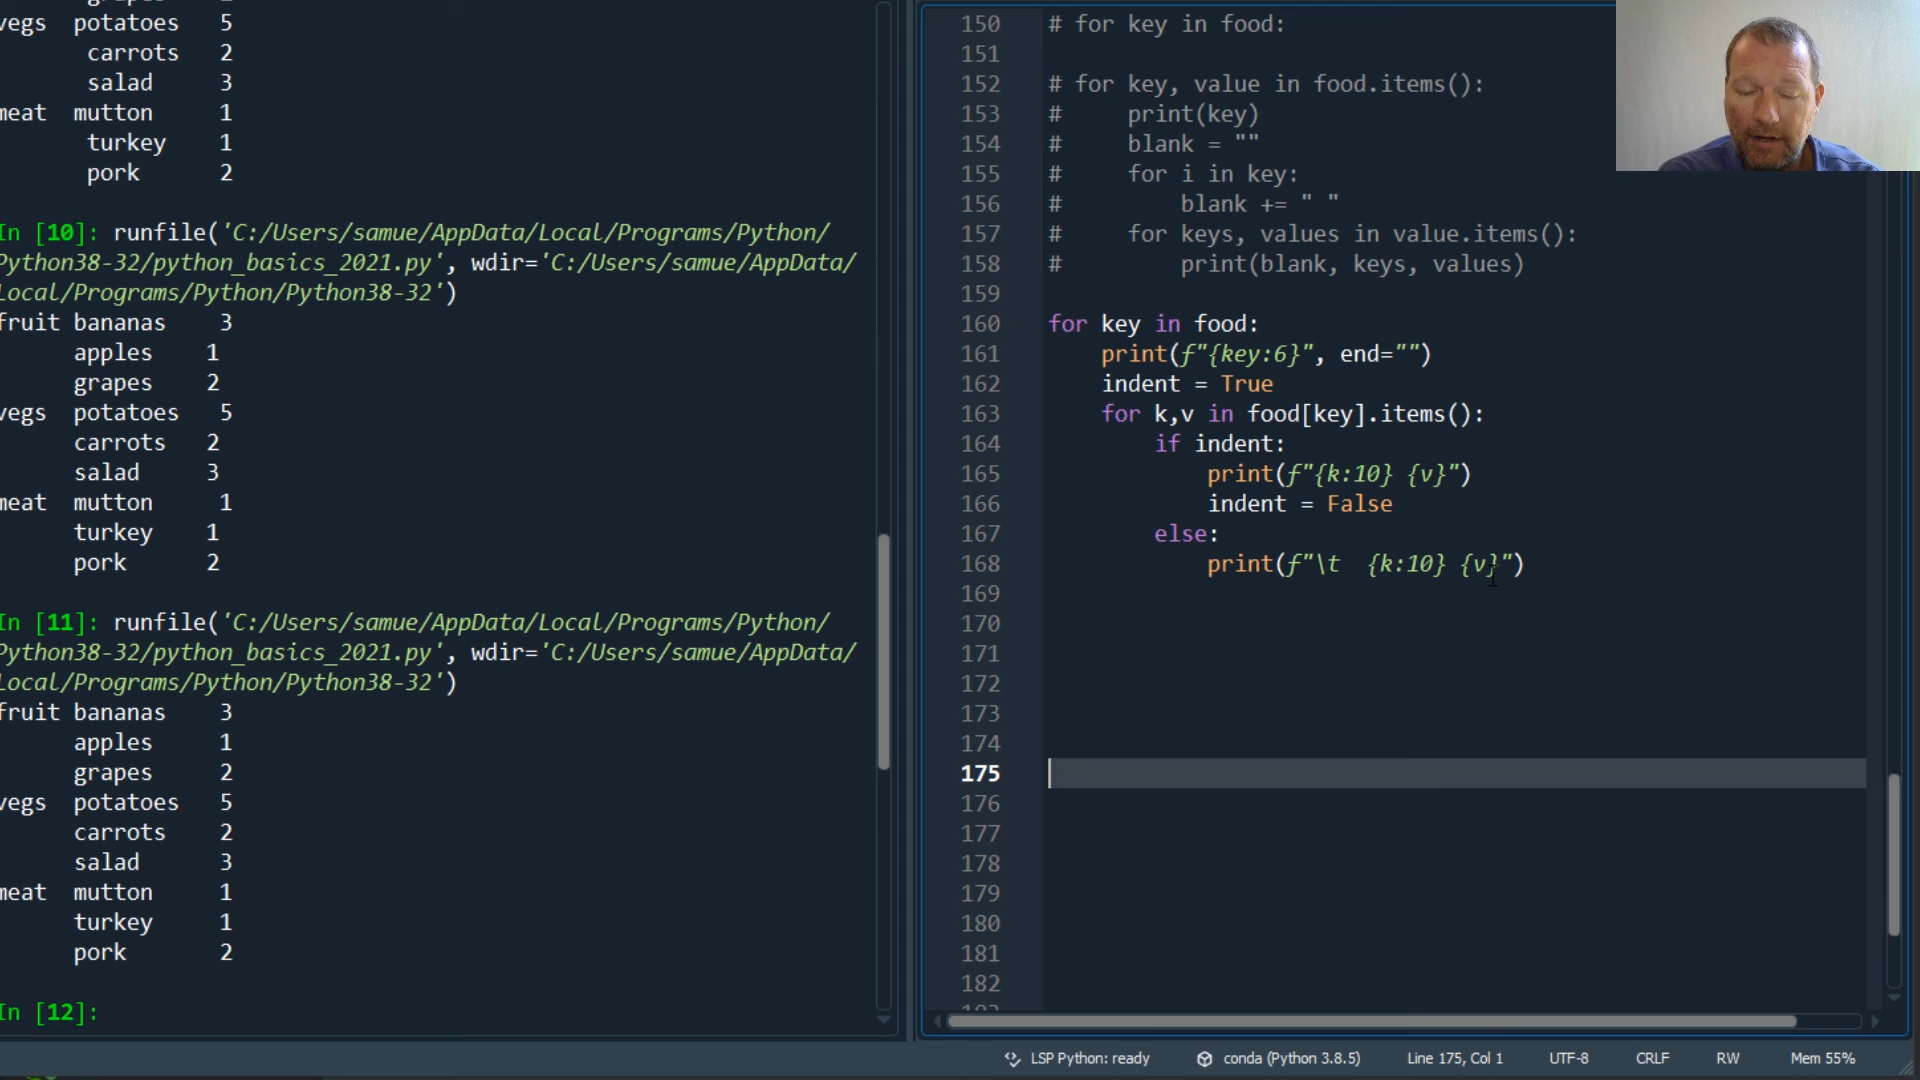 vegs potatoes 5
carrots 2
salad 3
meat mutton 1
turkey 1
pork 2
In [10]: runfile('C:/Users/samue/AppData/Local/Programs/Python/
Python38-32/python_basics_2021.py', wdir='C:/Users/samue/AppData/
Local/Programs/Python/Python38-32')
fruit bananas 3
apples 1
grapes 2
vegs potatoes 5
carrots 2
salad 3
meat mutton 1
turkey 1
pork 2
In [11]: runfile('C:/Users/samue/AppData/Local/Programs/Python/
Python38-32/python_basics_2021.py', wdir='C:/Users/samue/AppData/
Local/Programs/Python/Python38-32')
fruit bananas 3
apples 1
grapes 2
vegs potatoes 5
carrots 2
salad 3
meat mutton 1
turkey 1
pork 2
In [12]:
150 # for key in food:
151
152 # for key, value in food.items():
153 #     print(key)
154 #     blank = ""
155 #     for i in key:
156 #         blank += " "
157 #     for keys, values in value.items():
158 #         print(blank, keys, values)
159
160 for key in food:
161     print(f"{key:6}", end="")
162     indent = True
163     for k,v in food[key].items():
164         if indent:
165             print(f"{k:10} {v}")
166             indent = False
167         else:
168             print(f"\t  {k:10} {v}")
169
170
171
172
173
174
175
176
177
178
179
180
181
182
LSP Python: ready conda (Python 3.8.5) Line 175, Col 1 UTF-8 CRLF RW Mem 55%